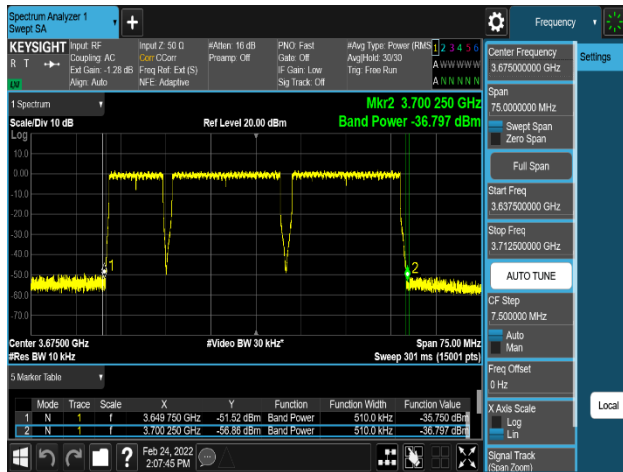 Spectrum Analyzer 1
Swept SA
Frequency
KEYSIGHT
R T
Input: RF
Coupling: AC
Ext Gain: -1.28 dB
Align: Auto
Input Z: 50 Ω
Corr CCorr
Freq Ref: Ext (S)
NFE: Adaptive
#Atten: 16 dB
Preamp: Off
PNO: Fast
Gate: Off
IF Gain: Low
Sig Track: Off
#Avg Type: Power (RMS
Avg|Hold: 30/30
Trig: Free Run
1 2 3 4 5 6
A W W W W W
A N N N N N
1 Spectrum
Scale/Div 10 dB
Ref Level 20.00 dBm
Mkr2 3.700 250 GHz
Band Power -36.797 dBm
Log
10.0
0.00
-10.0
-20.0
-30.0
-40.0
-50.0
-60.0
-70.0
1
2
Center 3.67500 GHz
#Res BW 10 kHz
#Video BW 30 kHz*
Span 75.00 MHz
Sweep 301 ms (15001 pts)
5 Marker Table
Mode Trace Scale X Y Function Function Width Function Value
1 N 1 f 3.649 750 GHz -51.52 dBm Band Power 510.0 kHz -35.750 dBm
2 N 1 f 3.700 250 GHz -56.86 dBm Band Power 510.0 kHz -36.797 dBm
Feb 24, 2022
2:07:45 PM
Center Frequency
3.675000000 GHz
Settings
Span
75.0000000 MHz
Swept Span
Zero Span
Full Span
Start Freq
3.637500000 GHz
Stop Freq
3.712500000 GHz
AUTO TUNE
CF Step
7.500000 MHz
Auto
Man
Freq Offset
0 Hz
X Axis Scale
Log
Lin
Local
Signal Track
(Span Zoom)